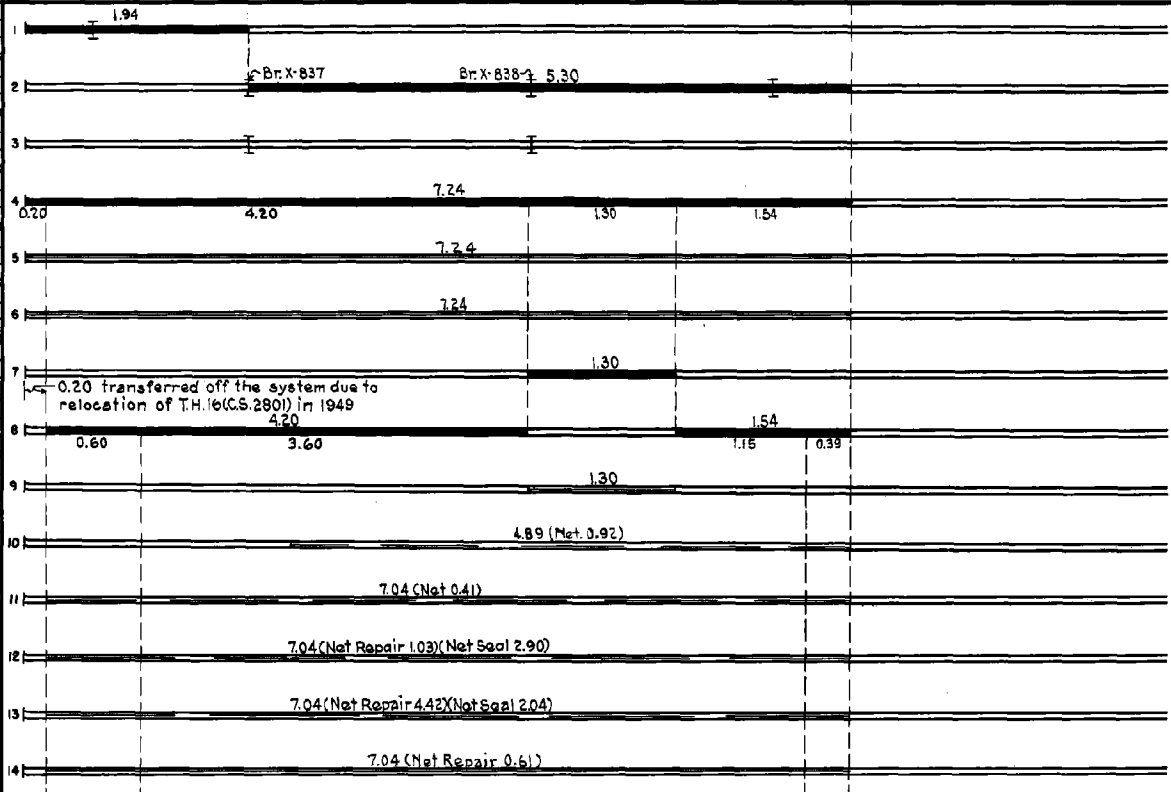 1.94
1
Br. X-837 Br. X-838 5.30
2
3
7.24
4
0.20 4.20 1.30 1.54
7.24
5
7.24
6
1.30
7
0.20 transferred off the system due to
relocation of T.H.16(C.S.2801) in 1949
4.20 1.54
8
0.60 3.60 1.15 0.39
1.30
9
4.89 (Net. 0.92)
10
7.04 (Net 0.41)
11
7.04 (Net Repair 1.03)(Net Seal 2.90)
12
7.04 (Net Repair 4.42)(Net Seal 2.04)
13
7.04 (Net Repair 0.61)
14